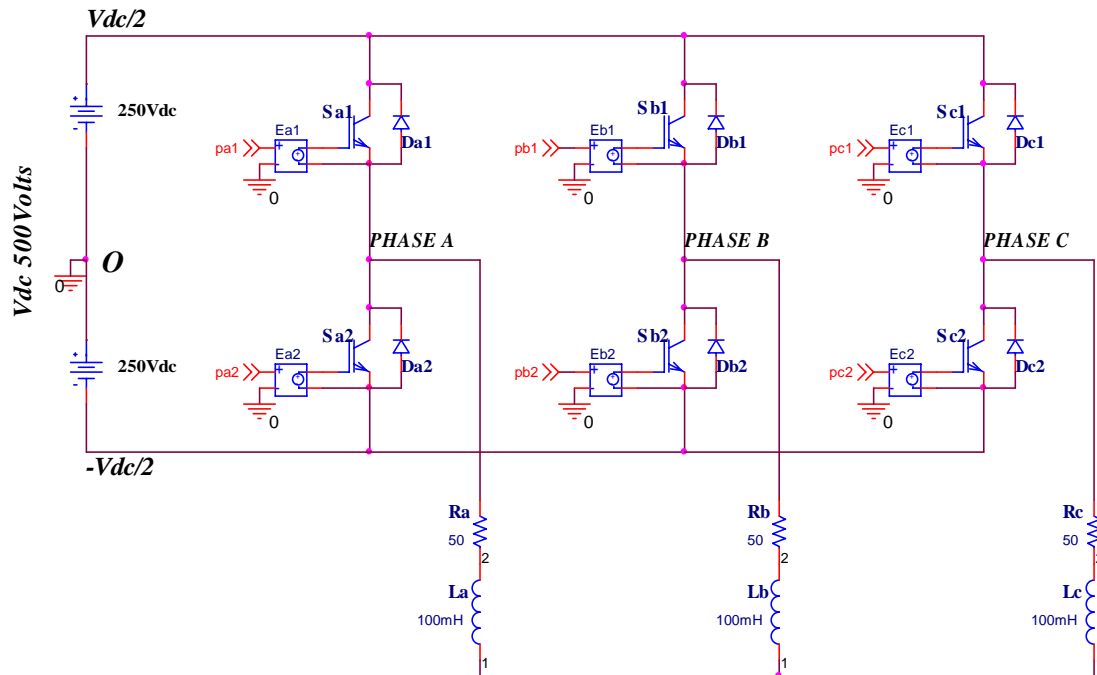 Vdc/2
250Vdc
Sa1
Sb1
Sc1
Ea1
Eb1
Ec1
pa1
pb1
pc1
Da1
Db1
Dc1
0
0
0
Vdc 500Volts
O
0
PHASE A
PHASE B
PHASE C
250Vdc
Sa2
Sb2
Sc2
Ea2
Eb2
Ec2
pa2
pb2
pc2
Da2
Db2
Dc2
0
0
0
-Vdc/2
Ra
50
2
Rb
50
2
Rc
50
La
100mH
1
Lb
100mH
1
Lc
100mH
1